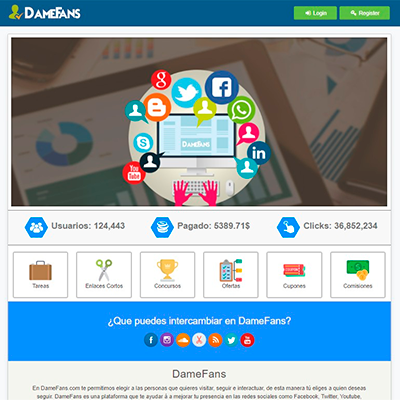 DAMEFANS
Login
Register
g
f
B
DAMEFANS
S
in
You
Tube
Usuarios: 124,443
Pagado: 5389.71$
Clicks: 36,852,234
Tareas
Enlaces Cortos
Concursos
Ofertas
Cupones
Comisiones
¿Que puedes intercambiar en DameFans?
DameFans
En DameFans.com te permitimos elegir a las personas que quieres visitar, seguir e interactuar, de esta manera tú eliges a quien deseas
seguir. DameFans es una plataforma que te ayudar á a mejorar tu presencia en las redes sociales como Facebook, Twitter, Youtube,